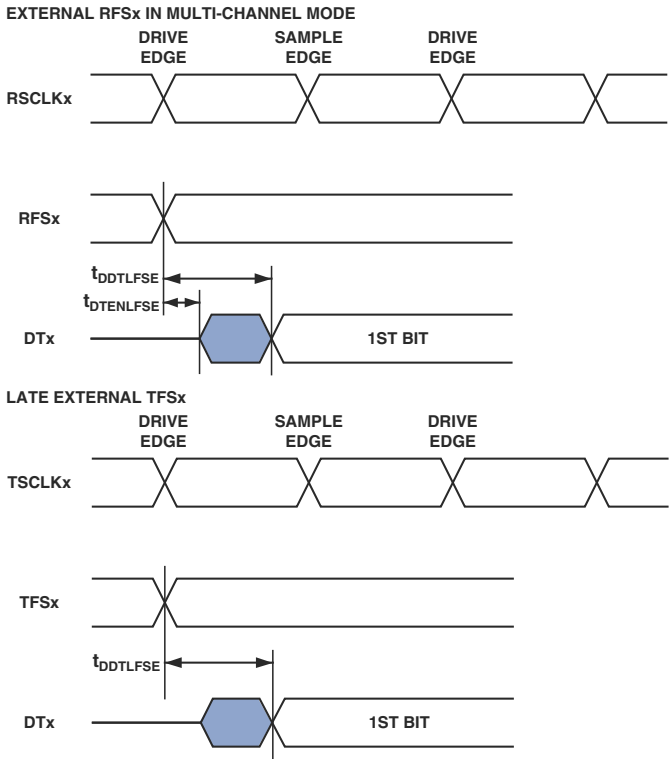 EXTERNAL RFSx IN MULTI-CHANNEL MODE
DRIVE EDGE
SAMPLE EDGE
DRIVE EDGE
RSCLKx
RFSx
tDDTLFSE
tDTENLFSE
DTx
1ST BIT
LATE EXTERNAL TFSx
DRIVE EDGE
SAMPLE EDGE
DRIVE EDGE
TSCLKx
TFSx
tDDTLFSE
DTx
1ST BIT